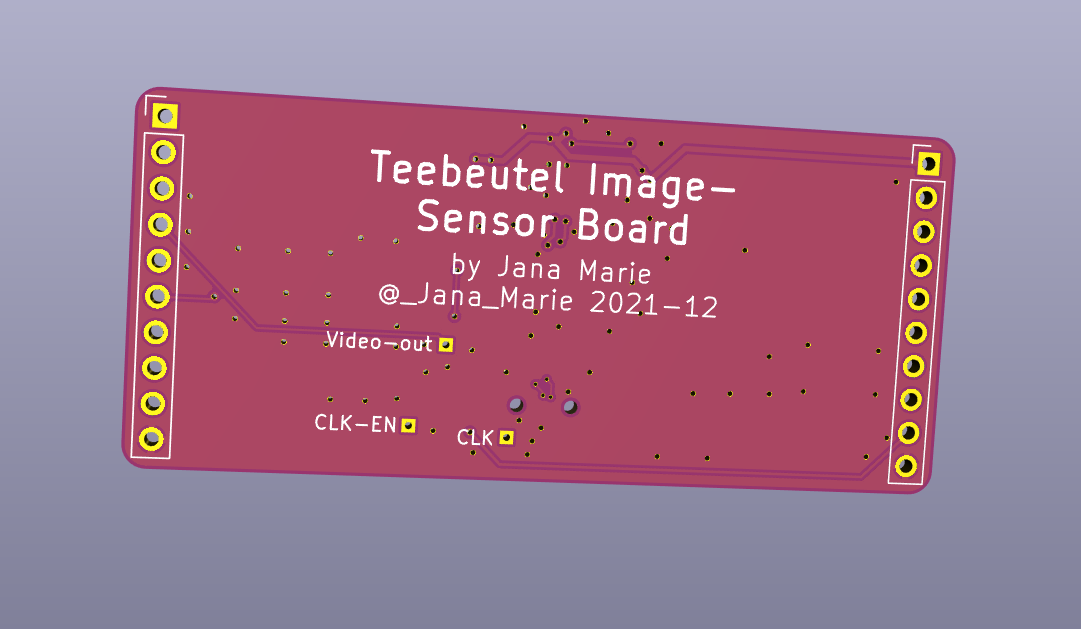 Teebeutel Image-
Sensor Board
by Jana Marie
@_Jana_Marie 2021-12
Video-out
CLK-EN
CLK